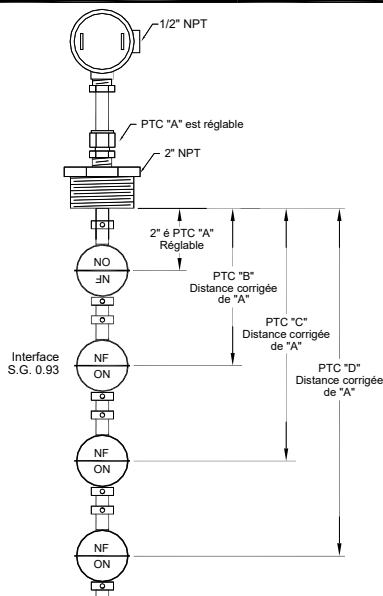 1/2" NPT
PTC "A" est réglable
2" NPT
2" é PTC "A"
Réglable
NO
NF
PTC "B"
Distance corrigée
de "A"
PTC "C"
Distance corrigée
de "A"
PTC "D"
Distance corrigée
de "A"
Interface
S.G. 0.93
NF
ON
NF
ON
NF
ON